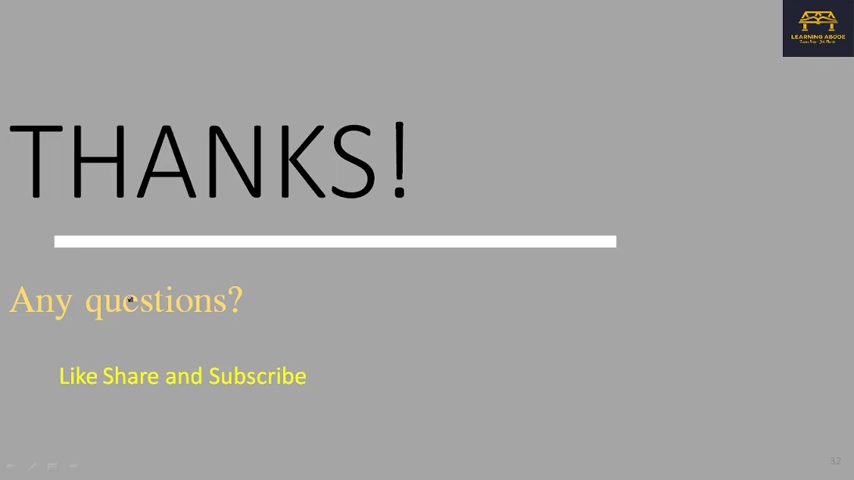 LEARNING ABODE
THANKS!
Any questions?
Like Share and Subscribe
32